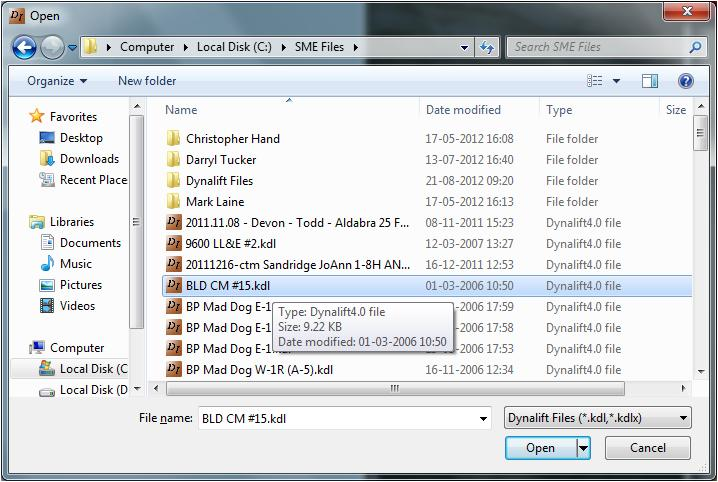 DI Open
Computer Local Disk (C:) SME Files Search SME Files
Organize New folder
Name Date modified Type Size
Favorites
Desktop
Downloads
Recent Place
Libraries
Documents
Music
Pictures
Videos
Computer
Local Disk (C
Local Disk (D
Christopher Hand 17-05-2012 16:08 File folder
Darryl Tucker 13-07-2012 16:40 File folder
Dynalift Files 21-08-2012 09:20 File folder
Mark Laine 17-05-2012 16:13 File folder
DI 2011.11.08 - Devon - Todd - Aldabra 25 F... 08-11-2011 15:23 Dynalift4.0 file
DI 9600 LL&E #2.kdl 12-03-2007 13:27 Dynalift4.0 file
DI 20111216-ctm Sandridge JoAnn 1-8H AN... 16-12-2011 12:53 Dynalift4.0 file
DI BLD CM #15.kdl 01-03-2006 10:50 Dynalift4.0 file
DI BP Mad Dog E-1 -2006 17:59 Dynalift4.0 file
DI BP Mad Dog E-1 -2006 17:58 Dynalift4.0 file
DI BP Mad Dog E-1 -2006 17:53 Dynalift4.0 file
DI BP Mad Dog W-1R (A-5).kdl 16-11-2006 12:34 Dynalift4.0 file
Type: Dynalift4.0 file
Size: 9.22 KB
Date modified: 01-03-2006 10:50
File name: BLD CM #15.kdl Dynalift Files (*.kdl,*.kdlx)
Open Cancel